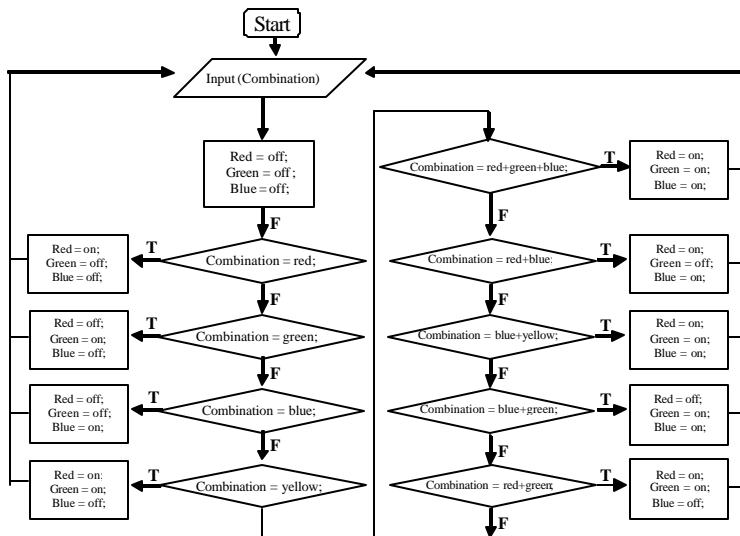 Start
Input (Combination)
Red = off;
Green = off;
Blue = off;
F
Combination = red;
T
Red = on;
Green = off;
Blue = off;
F
Combination = green;
T
Red = off;
Green = on;
Blue = off;
F
Combination = blue;
T
Red = off;
Green = off;
Blue = on;
F
Combination = yellow;
T
Red = on;
Green = on;
Blue = off;
Combination = red+green+blue;
T
Red = on;
Green = on;
Blue = on;
F
Combination = red+blue;
T
Red = on;
Green = off;
Blue = on;
F
Combination = blue+yellow;
T
Red = on;
Green = on;
Blue = on;
F
Combination = blue+green;
T
Red = off;
Green = on;
Blue = on;
F
Combination = red+green;
T
Red = on;
Green = on;
Blue = off;
F